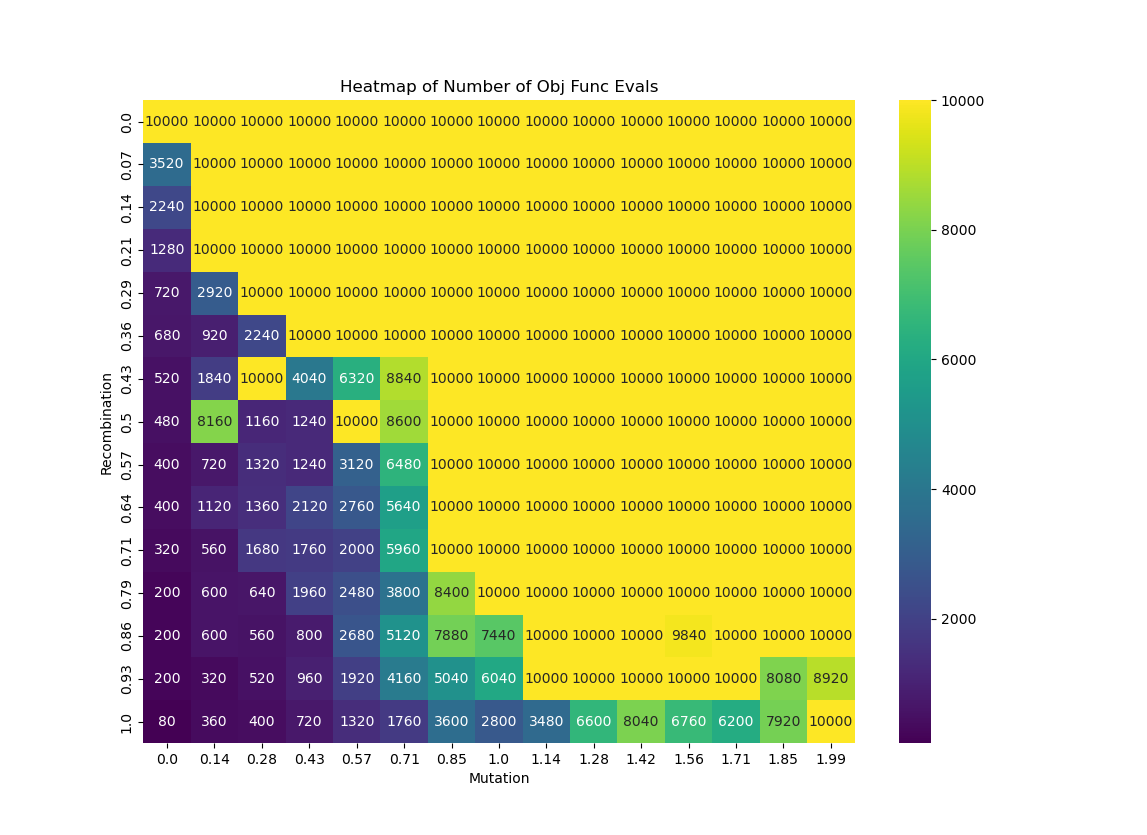 Heatmap of Number of Obj Func Evals
0.0 10000 10000 10000 10000 10000 10000 10000 10000 10000 10000 10000 10000 10000 10000 10000
0.07 3520 10000 10000 10000 10000 10000 10000 10000 10000 10000 10000 10000 10000 10000 10000
0.14 2240 10000 10000 10000 10000 10000 10000 10000 10000 10000 10000 10000 10000 10000 10000
0.21 1280 10000 10000 10000 10000 10000 10000 10000 10000 10000 10000 10000 10000 10000 10000
0.29 720 2920 10000 10000 10000 10000 10000 10000 10000 10000 10000 10000 10000 10000 10000
0.36 680 920 2240 10000 10000 10000 10000 10000 10000 10000 10000 10000 10000 10000 10000
0.43 520 1840 10000 4040 6320 8840 10000 10000 10000 10000 10000 10000 10000 10000 10000
0.5 480 8160 1160 1240 10000 8600 10000 10000 10000 10000 10000 10000 10000 10000 10000
0.57 400 720 1320 1240 3120 6480 10000 10000 10000 10000 10000 10000 10000 10000 10000
0.64 400 1120 1360 2120 2760 5640 10000 10000 10000 10000 10000 10000 10000 10000 10000
0.71 320 560 1680 1760 2000 5960 10000 10000 10000 10000 10000 10000 10000 10000 10000
0.79 200 600 640 1960 2480 3800 8400 10000 10000 10000 10000 10000 10000 10000 10000
0.86 200 600 560 800 2680 5120 7880 7440 10000 10000 10000 9840 10000 10000 10000
0.93 200 320 520 960 1920 4160 5040 6040 10000 10000 10000 10000 10000 8080 8920
1.0 80 360 400 720 1320 1760 3600 2800 3480 6600 8040 6760 6200 7920 10000
0.0 0.14 0.28 0.43 0.57 0.71 0.85 1.0 1.14 1.28 1.42 1.56 1.71 1.85 1.99
Mutation
Recombination
10000
8000
6000
4000
2000